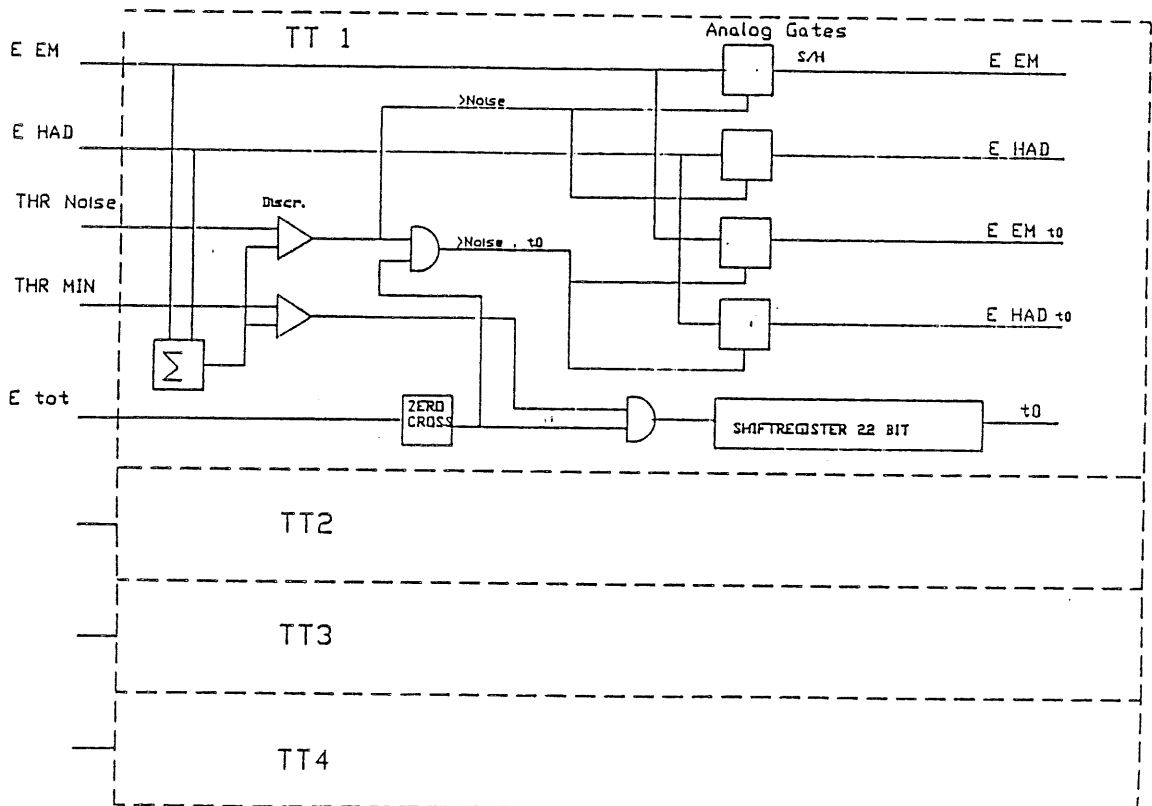 TT 1
Analog Gates
E EM
S/H
E EM
>Noise
E HAD
E HAD
THR Noise
Discr.
>Noise , t0
E EM t0
THR MIN
E HAD t0
Σ
E tot
ZERO
CROSS
t0
SHIFTREGISTER 22 BIT
TT2
TT3
TT4